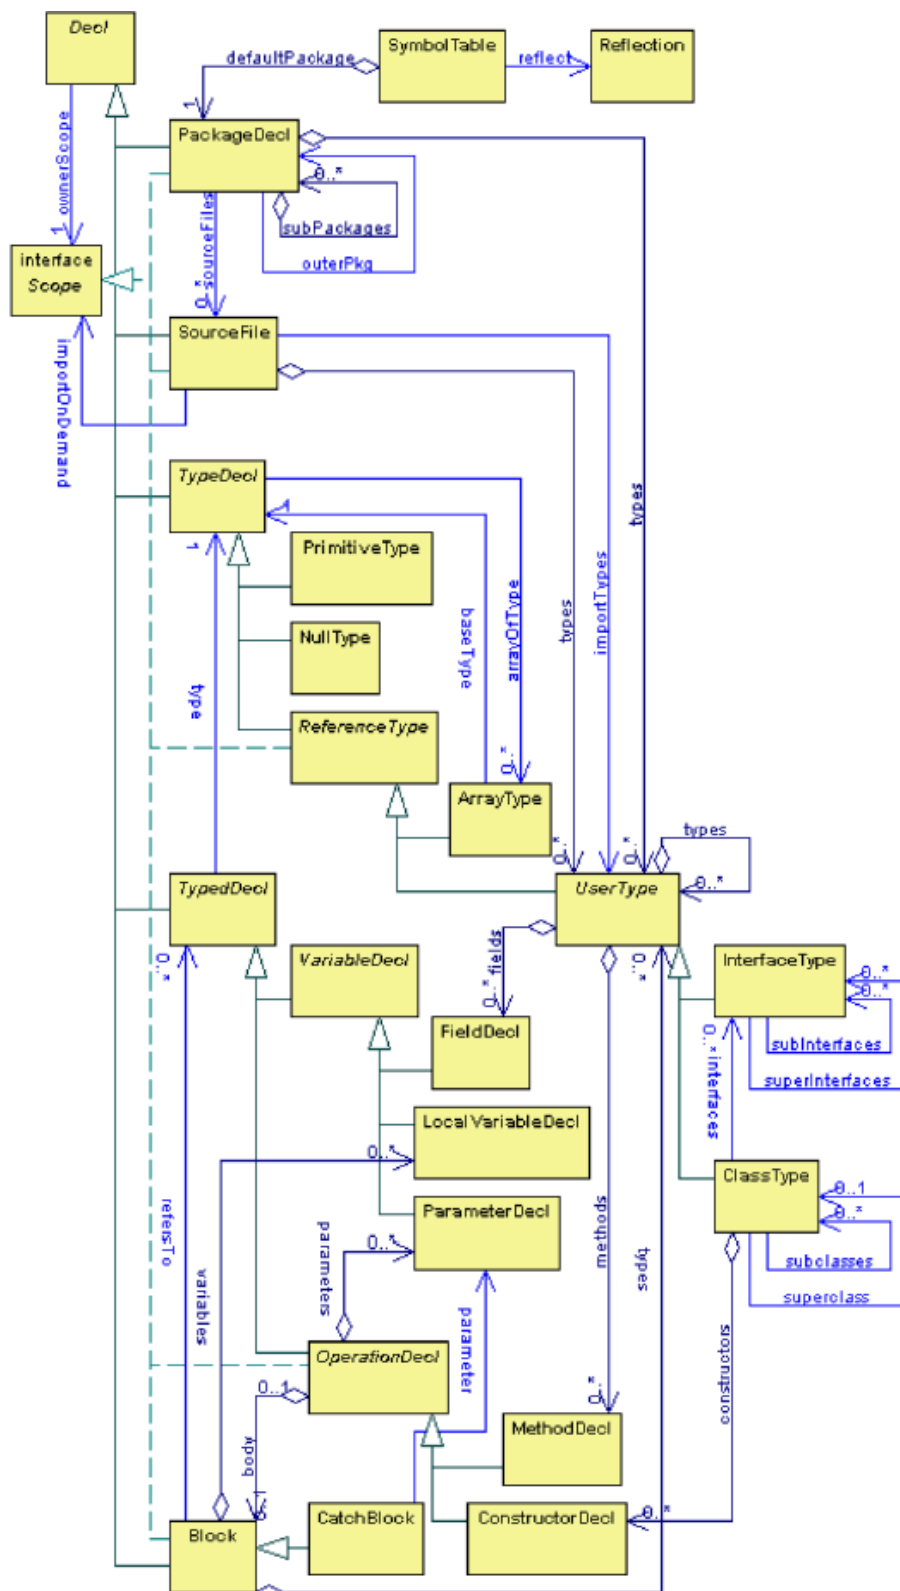 Decl
SymbolTable
Reflection
defaultPackage
reflect
1
PackageDecl
ownerScope
1
0..*
subPackages
outerPkg
sourceFiles
0..*
interface
Scope
SourceFile
importOnDemand
types
importTypes
types
TypeDecl
1
1
PrimitiveType
NullType
baseType
arrayOfType
type
ReferenceType
0..*
ArrayType
0..*
0..*
types
0..*
UserType
TypedDecl
0..*
0..*
fields
0..*
VariableDecl
InterfaceType
0..*
0..*
subInterfaces
superInterfaces
FieldDecl
0..*
interfaces
LocalVariableDecl
0..*
ClassType
0..1
0..*
subclasses
superclass
ParameterDecl
0..*
refersTo
variables
parameters
parameter
methods
types
constructors
OperationDecl
0..1
body
0..*
MethodDecl
CatchBlock
ConstructorDecl
0..*
Block